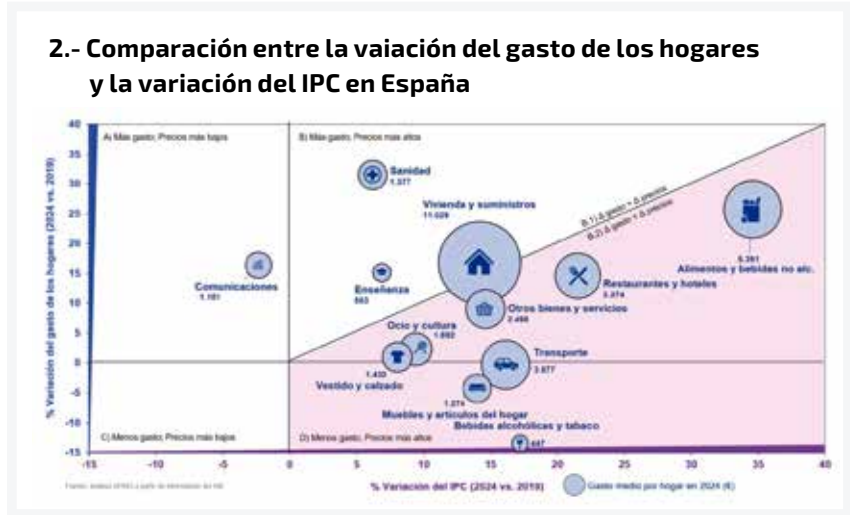 2.- Comparación entre la vaiación del gasto de los hogares
y la variación del IPC en España
% Variación del gasto de los hogares (2024 vs. 2019)
40
35
30
25
20
15
10
5
0
-5
-10
-15
A) Más gasto; Precios más bajos
B) Más gasto; Precios más altos
Sanidad
1.377
Vivienda y suministros
11.029
B.1) Δ gasto > Δ precios
B.2) Δ gasto < Δ precios
Comunicaciones
1.181
Enseñanza
Alimentos y bebidas no alc.
Restaurantes y hoteles
Otros bienes y servicios
Ocio y cultura
Transporte
1.433
Vestido y calzado
Muebles y artículos del hogar
Bebidas alcohólicas y tabaco
C) Menos gasto; Precios más bajos
D) Menos gasto, Precios más altos
-15
-10
-5
0
5
10
15
20
25
30
35
40
% Variación del IPC (2024 vs. 2019)
Gasto medio por hogar en 2024 (€)